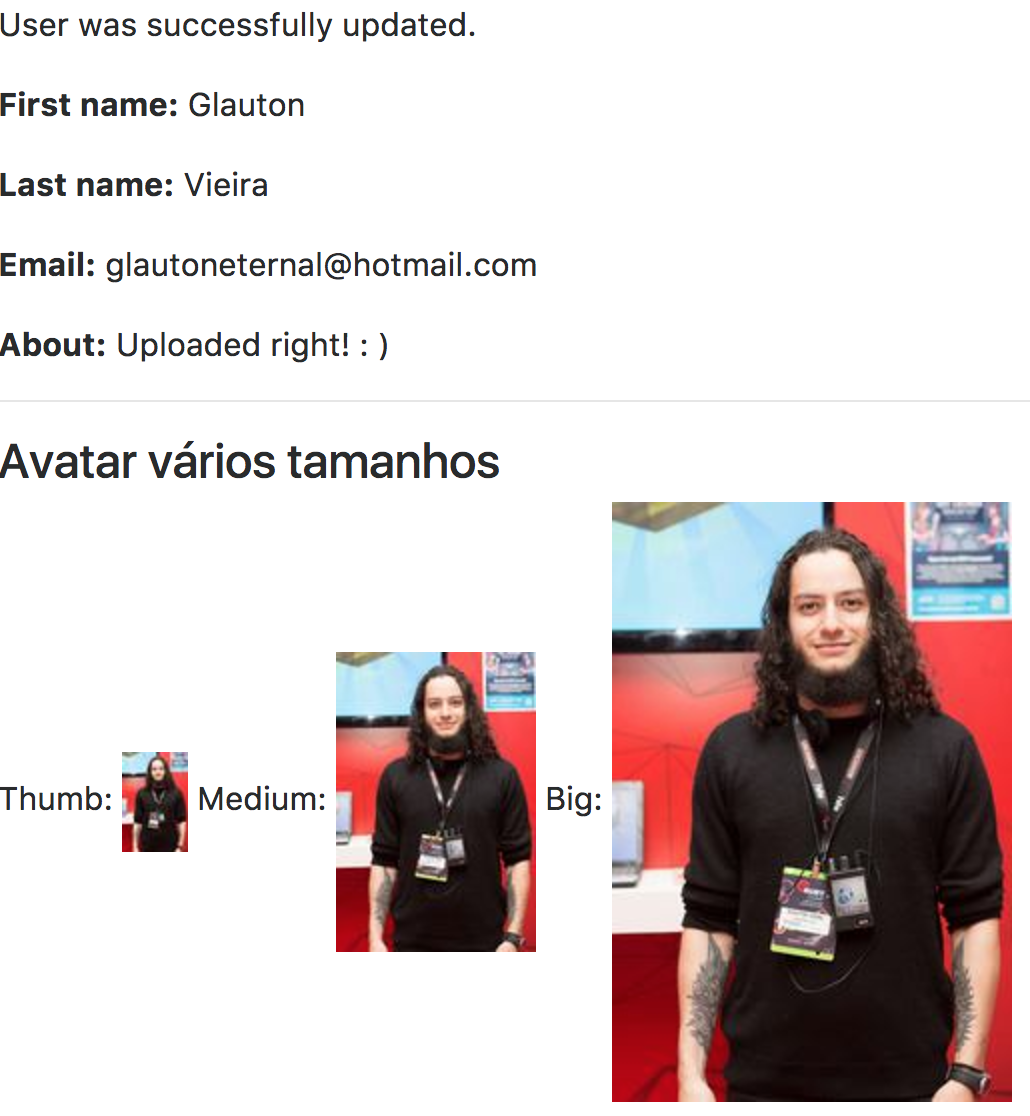 User was successfully updated.
First name: Glauton
Last name: Vieira
Email: glautoneternal@hotmail.com
About: Uploaded right! : )
Avatar vários tamanhos
Thumb: Medium: Big: